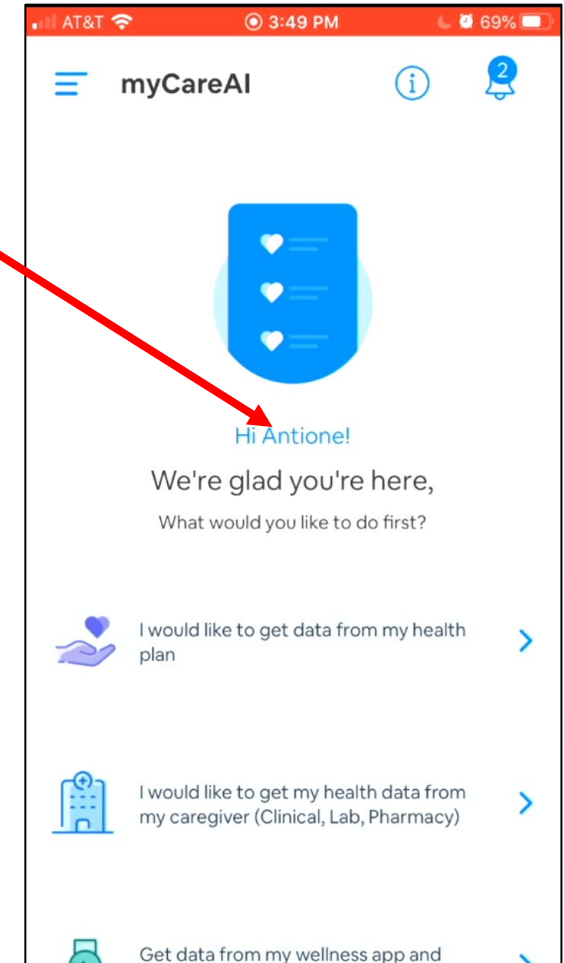 AT&T 3:49 PM 69%
myCareAI i 2
Hi Antione!
We're glad you're here,
What would you like to do first?
I would like to get data from my health
plan
I would like to get my health data from
my caregiver (Clinical, Lab, Pharmacy)
Get data from my wellness app and